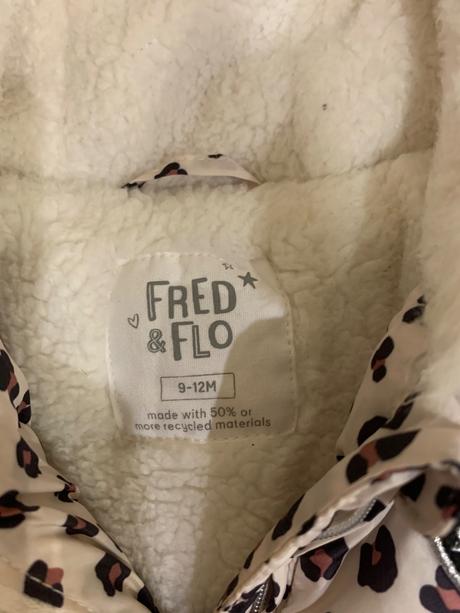 FRED
& FLO
9-12M
made with 50% or
more recycled materials